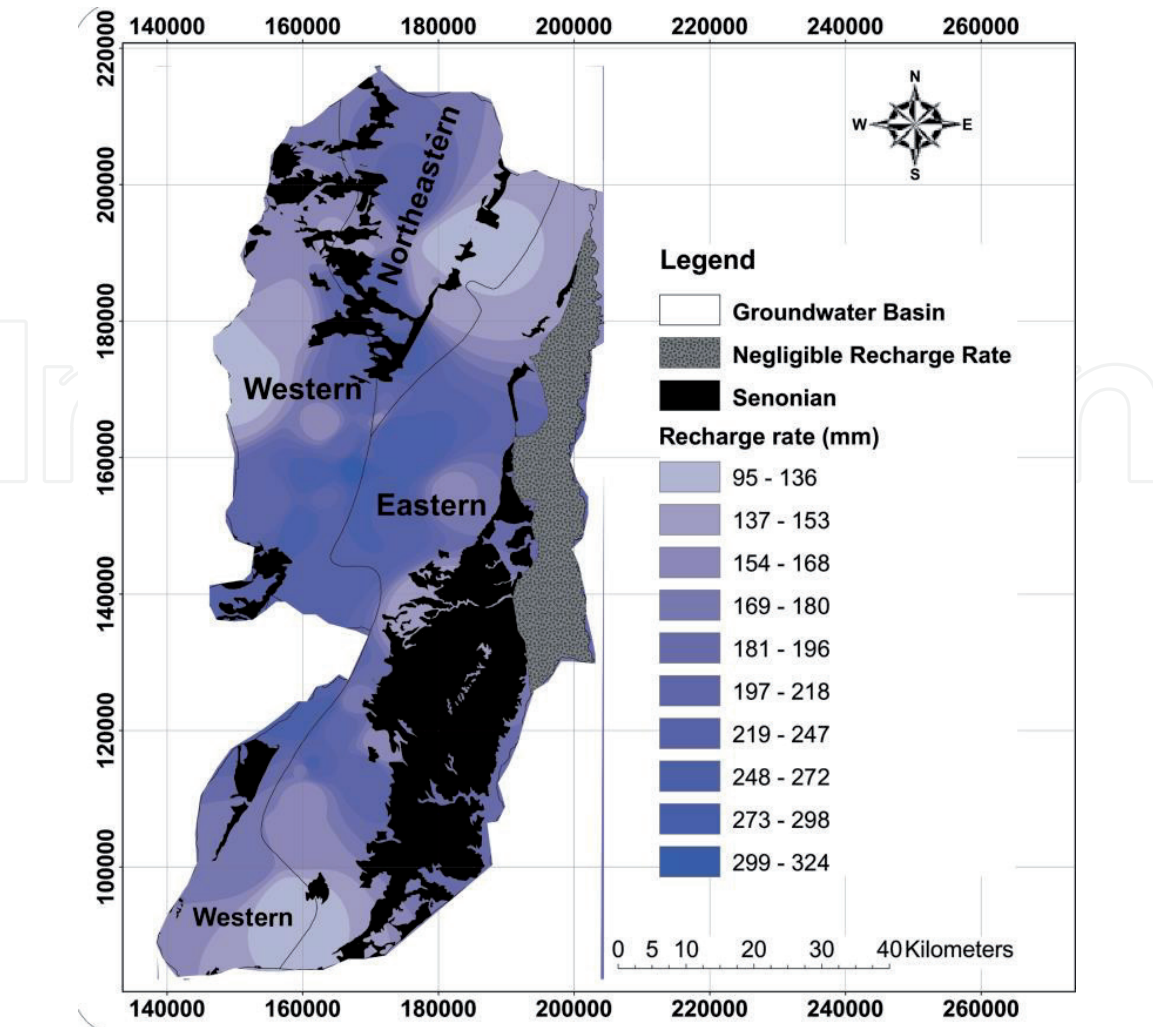 140000 160000 180000 200000 220000 240000 260000
220000
200000
180000
160000
140000
120000
100000
N
W E
S
Northeastern
Western
Eastern
Western
Legend
Groundwater Basin
Negligible Recharge Rate
Senonian
Recharge rate (mm)
95 - 136
137 - 153
154 - 168
169 - 180
181 - 196
197 - 218
219 - 247
248 - 272
273 - 298
299 - 324
0 5 10 20 30 40 Kilometers
140000 160000 180000 200000 220000 240000 260000